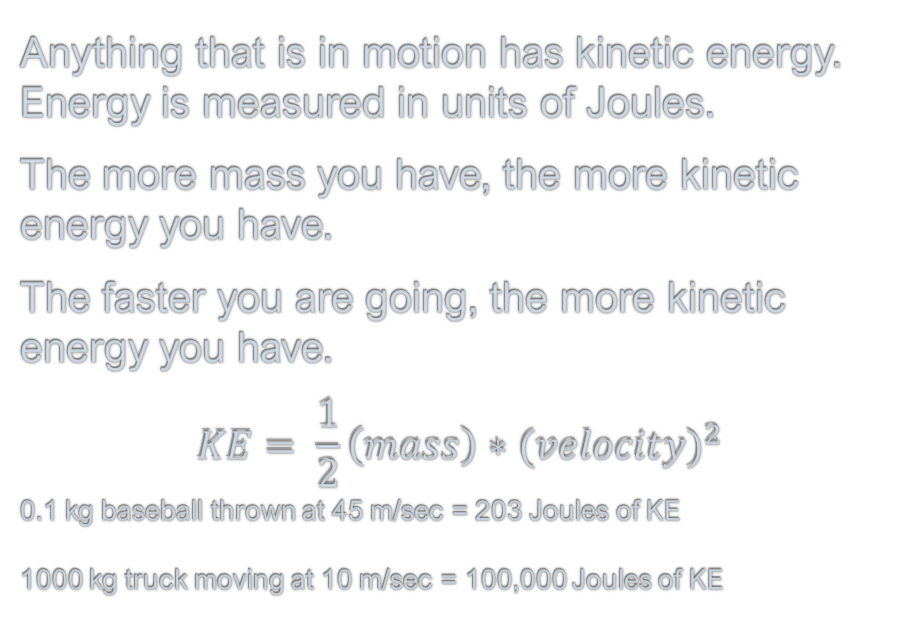 Anything that is in motion has kinetic energy.
Energy is measured in units of Joules.
The more mass you have, the more kinetic
energy you have.
The faster you are going, the more kinetic
energy you have.
KE = 1/2 (mass) * (velocity)²
0.1 kg baseball thrown at 45 m/sec = 203 Joules of KE
1000 kg truck moving at 10 m/sec = 100,000 Joules of KE